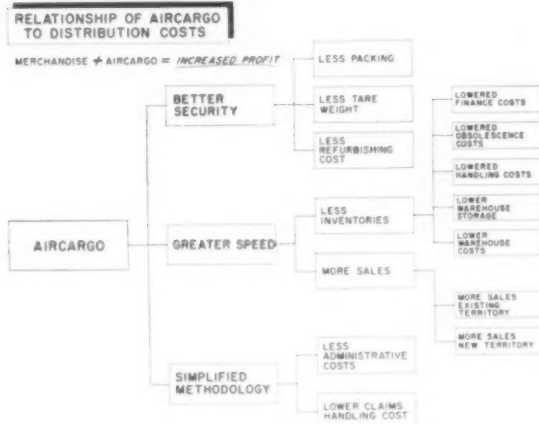 RELATIONSHIP OF AIRCARGO
TO DISTRIBUTION COSTS
MERCHANDISE + AIRCARGO = INCREASED PROFIT
AIRCARGO
BETTER
SECURITY
LESS PACKING
LESS TARE
WEIGHT
LESS
REFURBISHING
COST
GREATER SPEED
LESS
INVENTORIES
LOWERED
FINANCE COSTS
LOWERED
OBSOLESCENCE
COSTS
LOWERED
HANDLING COSTS
LOWER
WAREHOUSE
STORAGE
LOWER
WAREHOUSE
COSTS
MORE SALES
MORE SALES
EXISTING
TERRITORY
MORE SALES
NEW TERRITORY
SIMPLIFIED
METHODOLOGY
LESS
ADMINISTRATIVE
COSTS
LOWER CLAIMS
HANDLING COST